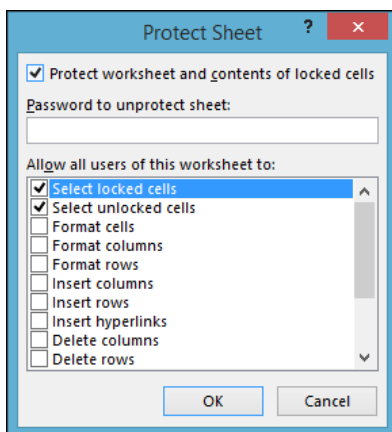 Protect Sheet ? ×
Protect worksheet and contents of locked cells
Password to unprotect sheet:
Allow all users of this worksheet to:
Select locked cells
Select unlocked cells
Format cells
Format columns
Format rows
Insert columns
Insert rows
Insert hyperlinks
Delete columns
Delete rows
OK Cancel